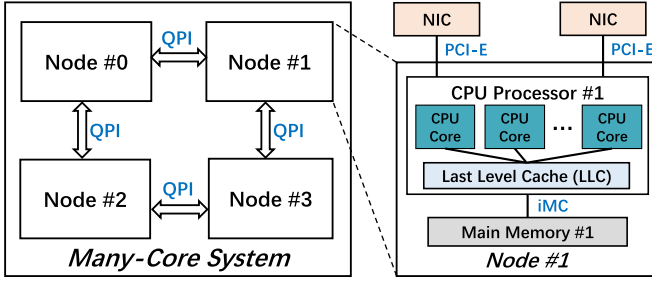 QPI
Node #0
Node #1
QPI
QPI
Node #2
QPI
Node #3
Many-Core System
NIC
NIC
PCI-E
PCI-E
CPU Processor #1
CPU
Core
CPU
Core
...
CPU
Core
Last Level Cache (LLC)
iMC
Main Memory #1
Node #1